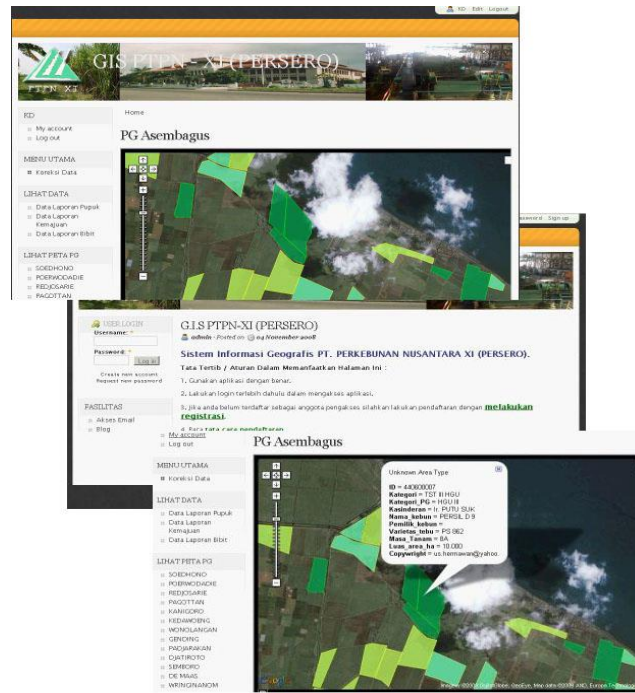 KD Edit Logout
GIS PTPN - XI (PERSERO)
PTPN XI
KD
My account
Log out
MENU UTAMA
Koreksi Data
LIHAT DATA
Data Laporan Pupuk
Data Laporan
Kemajuan
Data Laporan Bibit
LIHAT PETA PG
SOEDHONO
POERWODADIE
REDJOSARIE
PAGOTTAN
Home
PG Asembagus
Sign up
USER LOGIN
Username: *
Password: *
Log in
Create new account
Request new password
FASILITAS
Akses Email
Blog
G.I.S PTPN-XI (PERSERO)
admin - Posted on 04 November 2008
Sistem Informasi Geografis PT. PERKEBUNAN NUSANTARA XI (PERSERO).
Tata Tertib / Aturan Dalam Memanfaatkan Halaman Ini :
1. Gunakan aplikasi dengan benar.
2. Lakukan login terlebih dahulu dalam mengakses aplikasi.
3. Jika anda belum terdaftar sebagai anggota pengakses silahkan lakukan pendaftaran dengan melakukan
registrasi.
tata cara pendaftaran
My account
Log out
MENU UTAMA
Koreksi Data
LIHAT DATA
Data Laporan Pupuk
Data Laporan
Kemajuan
Data Laporan Bibit
LIHAT PETA PG
SOEDHONO
POERWODADIE
REDJOSARIE
PAGOTTAN
KANIGORO
KEDAWOENG
WONOLANGAN
GENDING
PADJARAKAN
DJATIROTO
SEMBORO
DE MAAS
WRINGINANOM
PG Asembagus
Unknown Area Type
ID = 440600007
Kategori = TST III HGU
Kategori_PG = HGU III
Kasinderan = Ir. PUTU SUK
Nama_kebun = PERSIL D 9
Pemilik_kebun =
Varietas_tebu = PS 862
Masa_Tanam = 8A
Luas_area_ha = 10.080
Copywright = us.hermawan@yahoo.